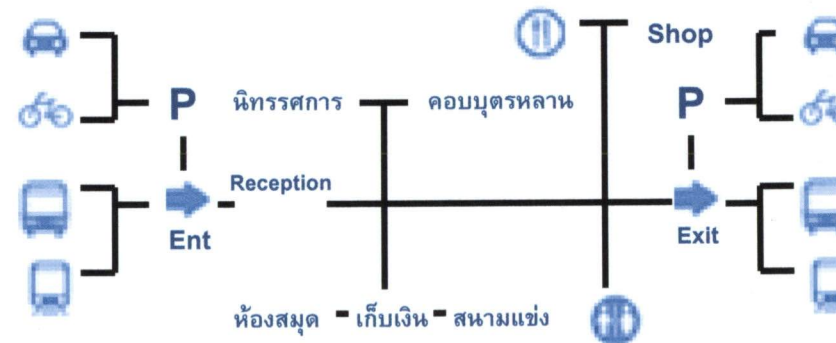 Shop
P
นิทรรศการ
คอบบุตรหลาน
P
Reception
Ent
Exit
ห้องสมุด - เก็บเงิน - สนามแข่ง